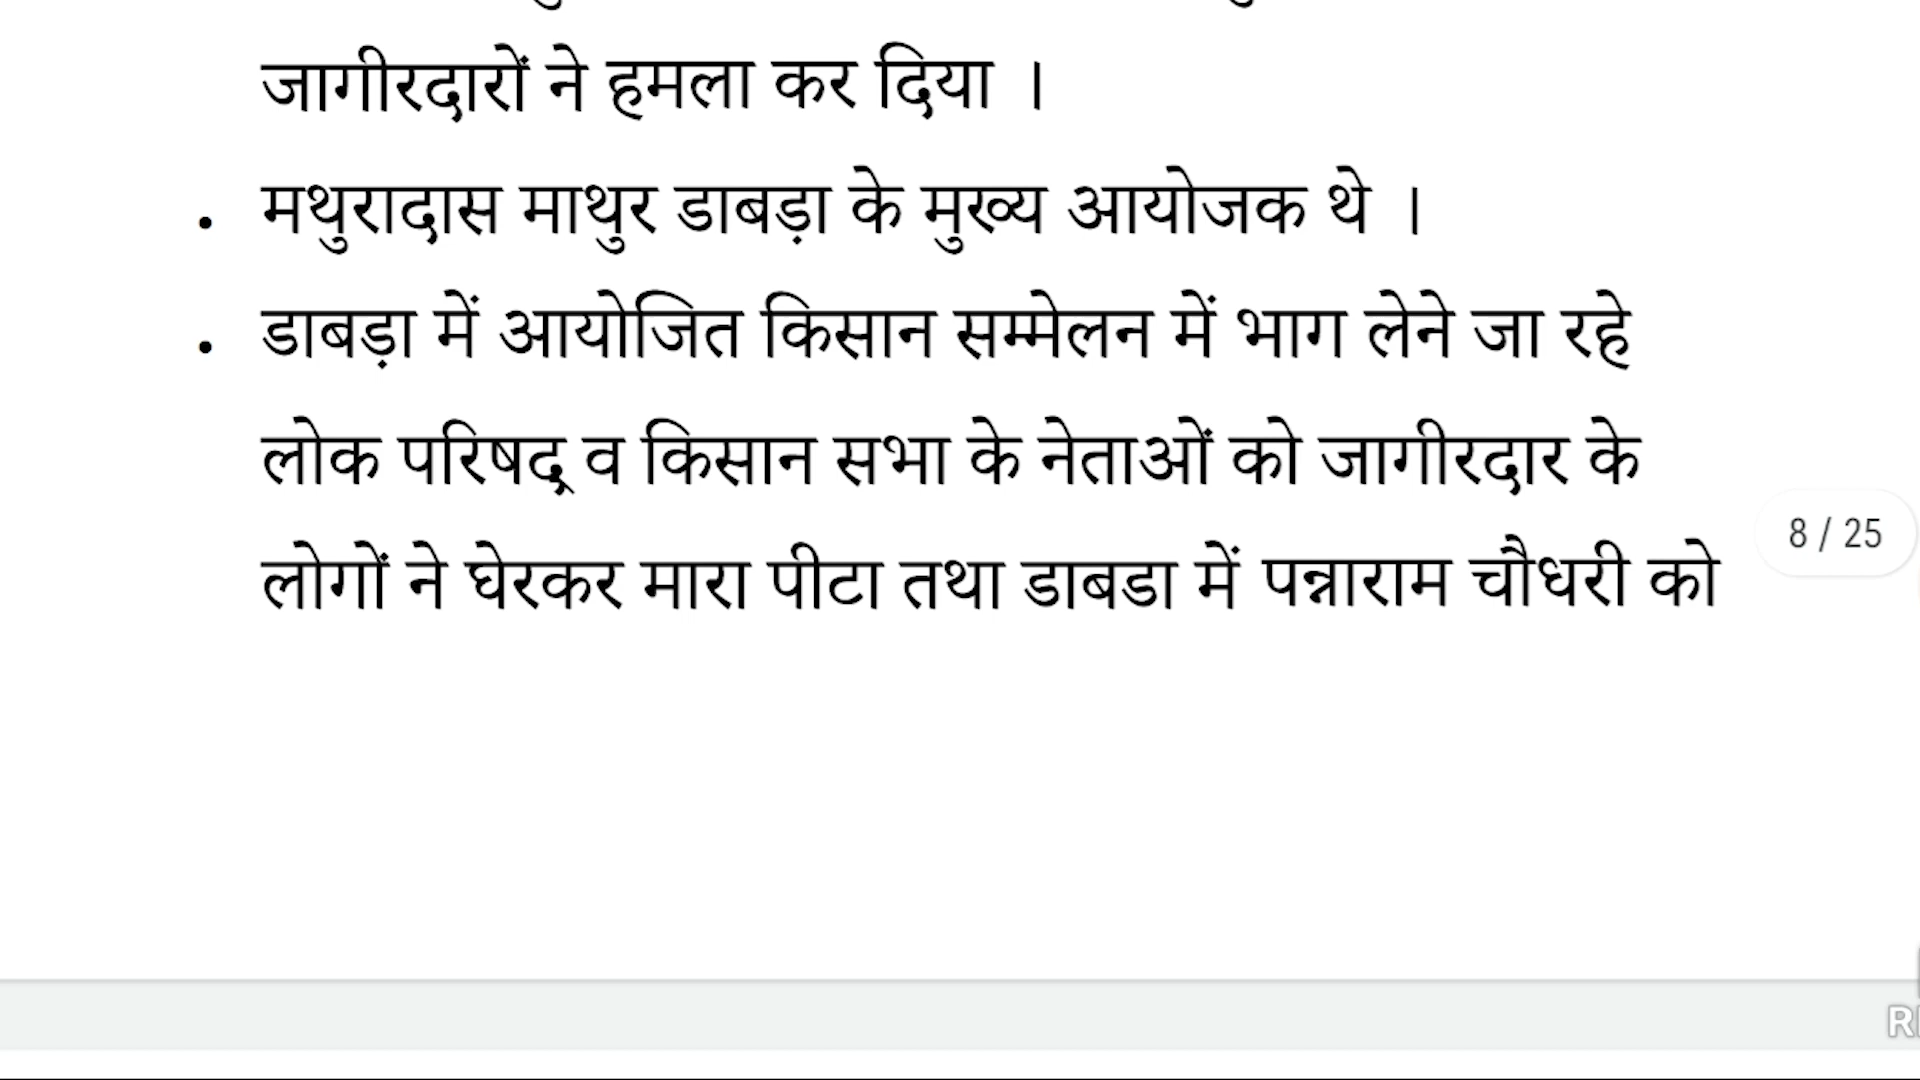 जागीरदारों ने हमला कर दिया ।
. मथुरादास माथुर डाबड़ा के मुख्य आयोजक थे ।
. डाबड़ा में आयोजित किसान सम्मेलन में भाग लेने जा रहे
लोक परिषद् व किसान सभा के नेताओं को जागीरदार के
लोगों ने घेरकर मारा पीटा तथा डाबडा में पन्नाराम चौधरी को
8 / 25